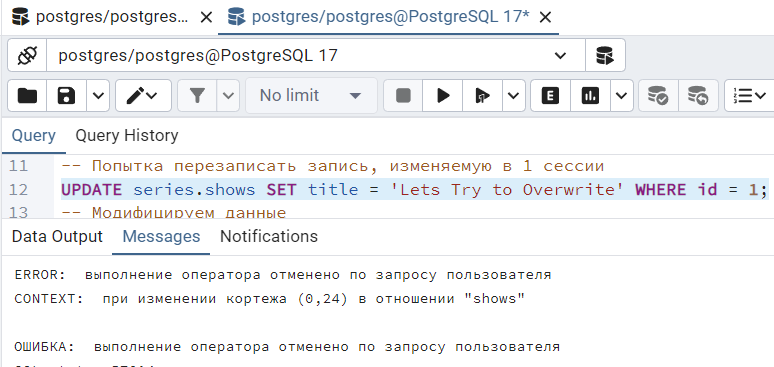 postgres/postgres...
postgres/postgres@PostgreSQL 17*
postgres/postgres@PostgreSQL 17
No limit
E
Query Query History
11 -- Попытка перезаписать запись, изменяемую в 1 сессии
12 UPDATE series.shows SET title = 'Lets Try to Overwrite' WHERE id = 1;
13 -- Модифицируем данные
Data Output Messages Notifications
ERROR: выполнение оператора отменено по запросу пользователя
CONTEXT: при изменении кортежа (0,24) в отношении "shows"
ОШИБКА: выполнение оператора отменено по запросу пользователя